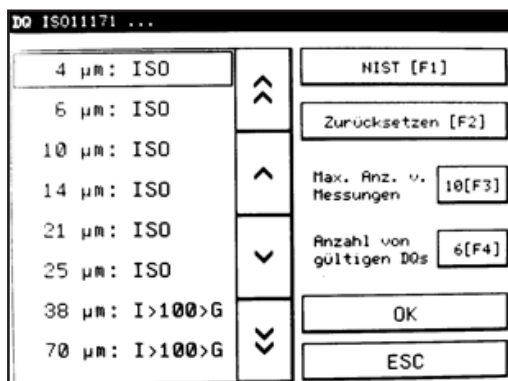 DQ ISO11171 ...
4 µm: ISO
6 µm: ISO
10 µm: ISO
14 µm: ISO
21 µm: ISO
25 µm: ISO
38 µm: I>100>G
70 µm: I>100>G
NIST [F1]
Zurücksetzen [F2]
Max. Anz. v.
Messungen
10[F3]
Anzahl von
gültigen DQs
6[F4]
OK
ESC